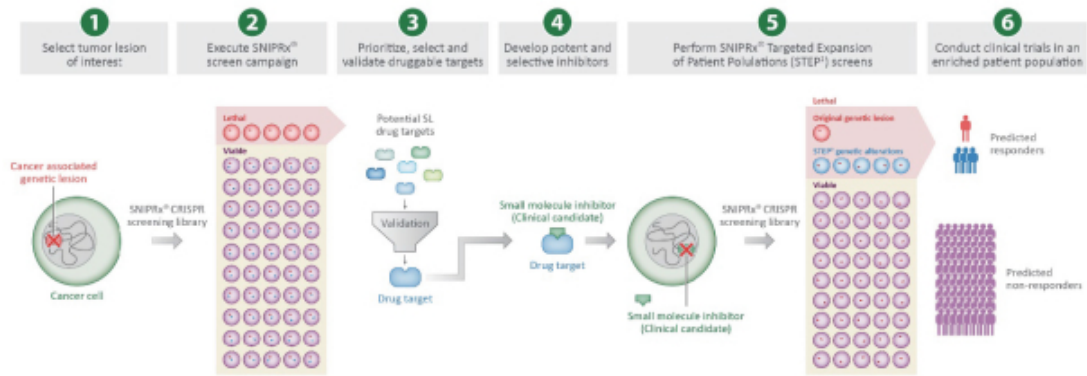 1
Select tumor lesion
of interest
2
Execute SNIPRx®
screen campaign
3
Prioritize, select and
validate druggable targets
4
Develop potent and
selective inhibitors
5
Perform SNIPRx® Targeted Expansion
of Patient Polulations (STEP²) screens
6
Conduct clinical trials in an
enriched patient population
Cancer associated
genetic lesion
Cancer cell
SNIPRx® CRISPR
screening library
Lethal
Viable
Potential SL
drug targets
Validation
Drug target
Small molecule inhibitor
(Clinical candidate)
Drug target
Small molecule inhibitor
(Clinical candidate)
SNIPRx® CRISPR
screening library
Lethal
Original genetic lesion
STEP² genetic alterations
Viable
Predicted
responders
Predicted
non-responders